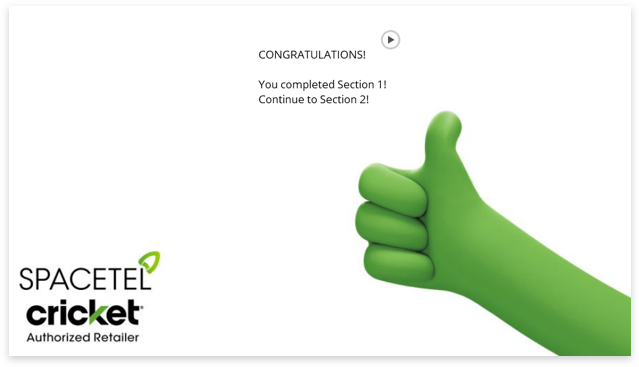 CONGRATULATIONS!
You completed Section 1!
Continue to Section 2!
SPACETEL
cricket
Authorized Retailer